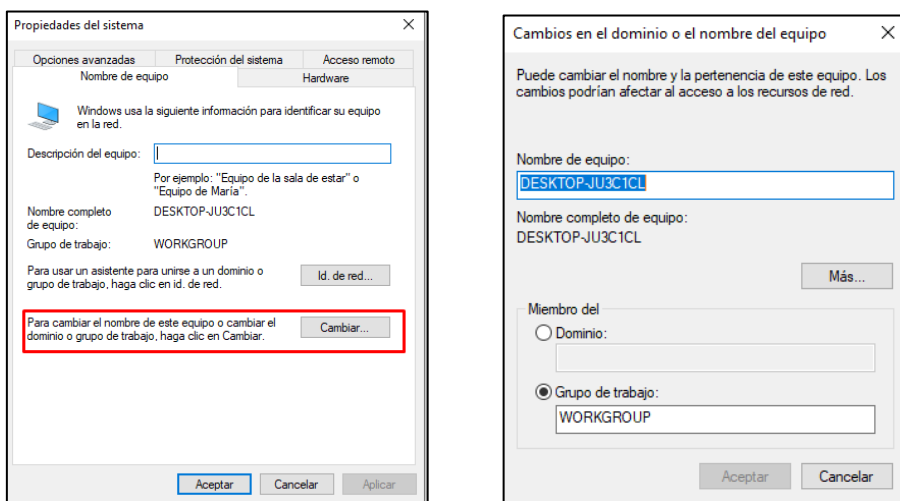 Propiedades del sistema
Opciones avanzadas
Protección del sistema
Acceso remoto
Nombre de equipo
Hardware
Windows usa la siguiente información para identificar su equipo
en la red.
Descripción del equipo:
Por ejemplo: "Equipo de la sala de estar" o
"Equipo de María".
Nombre completo
de equipo:
DESKTOP-JU3C1CL
Grupo de trabajo:
WORKGROUP
Para usar un asistente para unirse a un dominio o
grupo de trabajo, haga clic en id. de red.
Id. de red...
Para cambiar el nombre de este equipo o cambiar el
dominio o grupo de trabajo, haga clic en Cambiar.
Cambiar...
Aceptar
Cancelar
Aplicar
Cambios en el dominio o el nombre del equipo
Puede cambiar el nombre y la pertenencia de este equipo. Los
cambios podrían afectar al acceso a los recursos de red.
Nombre de equipo:
DESKTOP-JU3C1CL
Nombre completo de equipo:
DESKTOP-JU3C1CL
Más...
Miembro del
Dominio:
Grupo de trabajo:
WORKGROUP
Aceptar
Cancelar